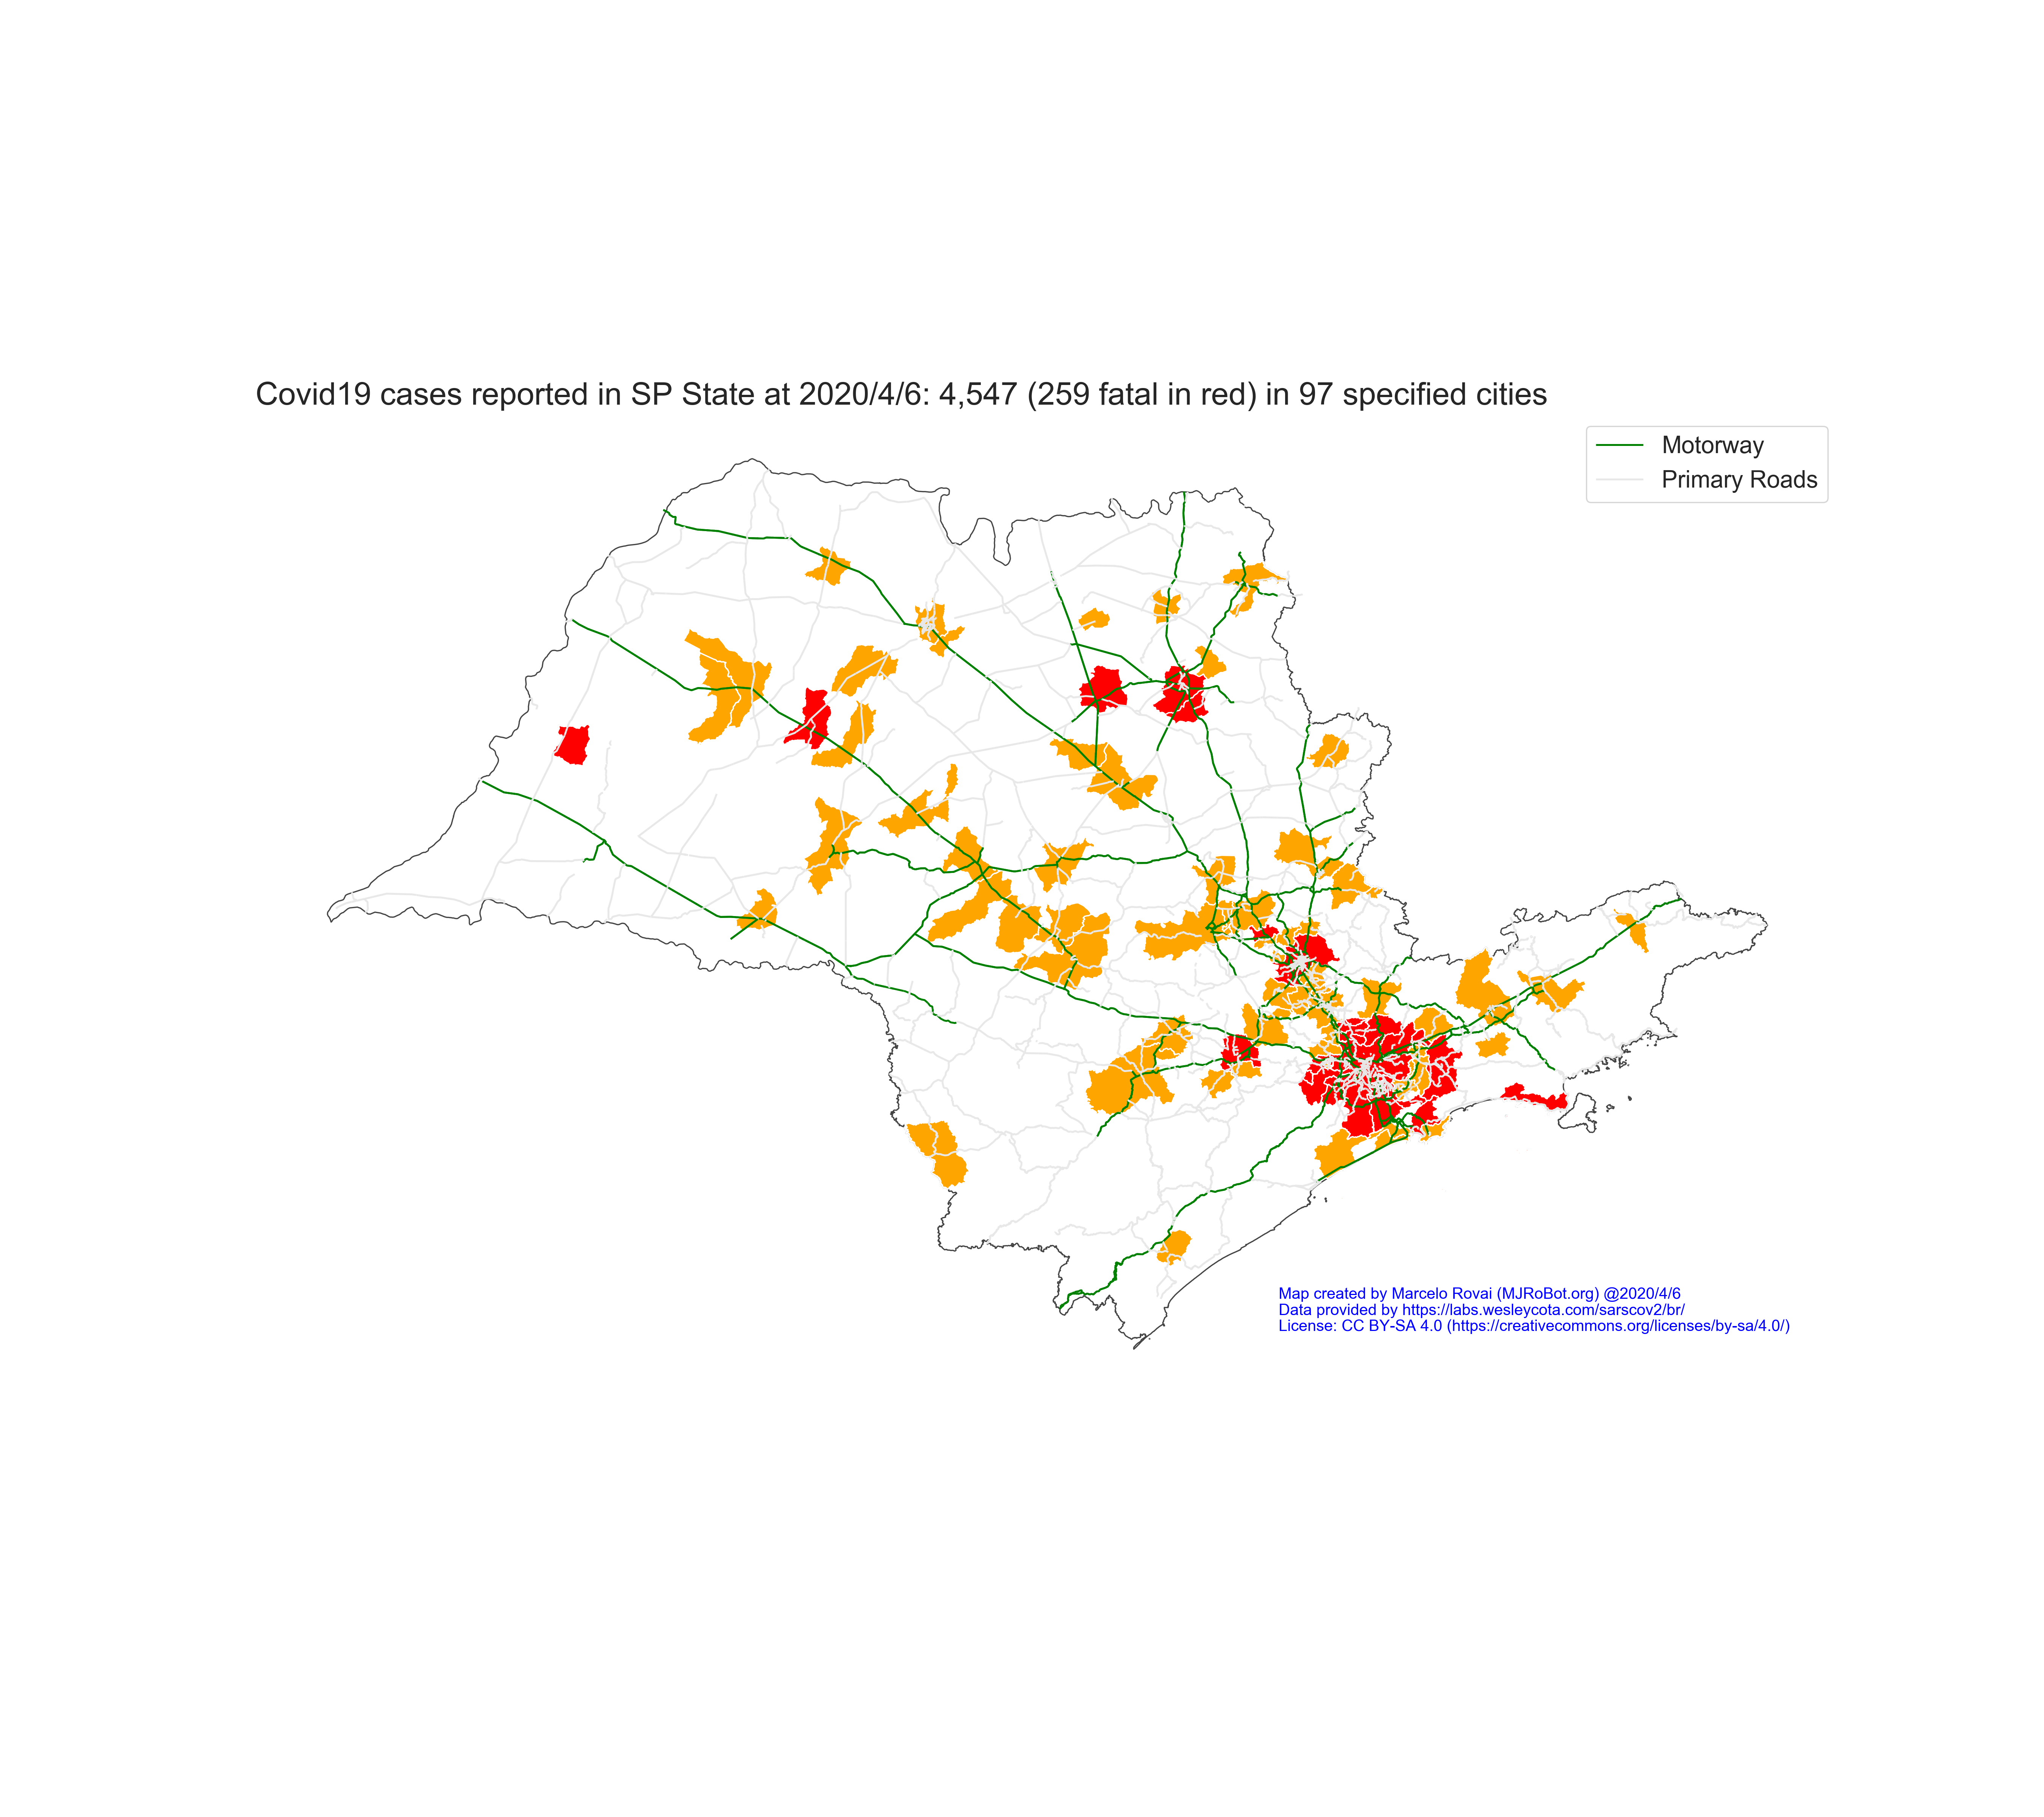 Covid19 cases reported in SP State at 2020/4/6: 4,547 (259 fatal in red) in 97 specified cities
Motorway
Primary Roads
Map created by Marcelo Rovai (MJRoBot.org) @2020/4/6
Data provided by https://labs.wesleycota.com/sarscov2/br/
License: CC BY-SA 4.0 (https://creativecommons.org/licenses/by-sa/4.0/)